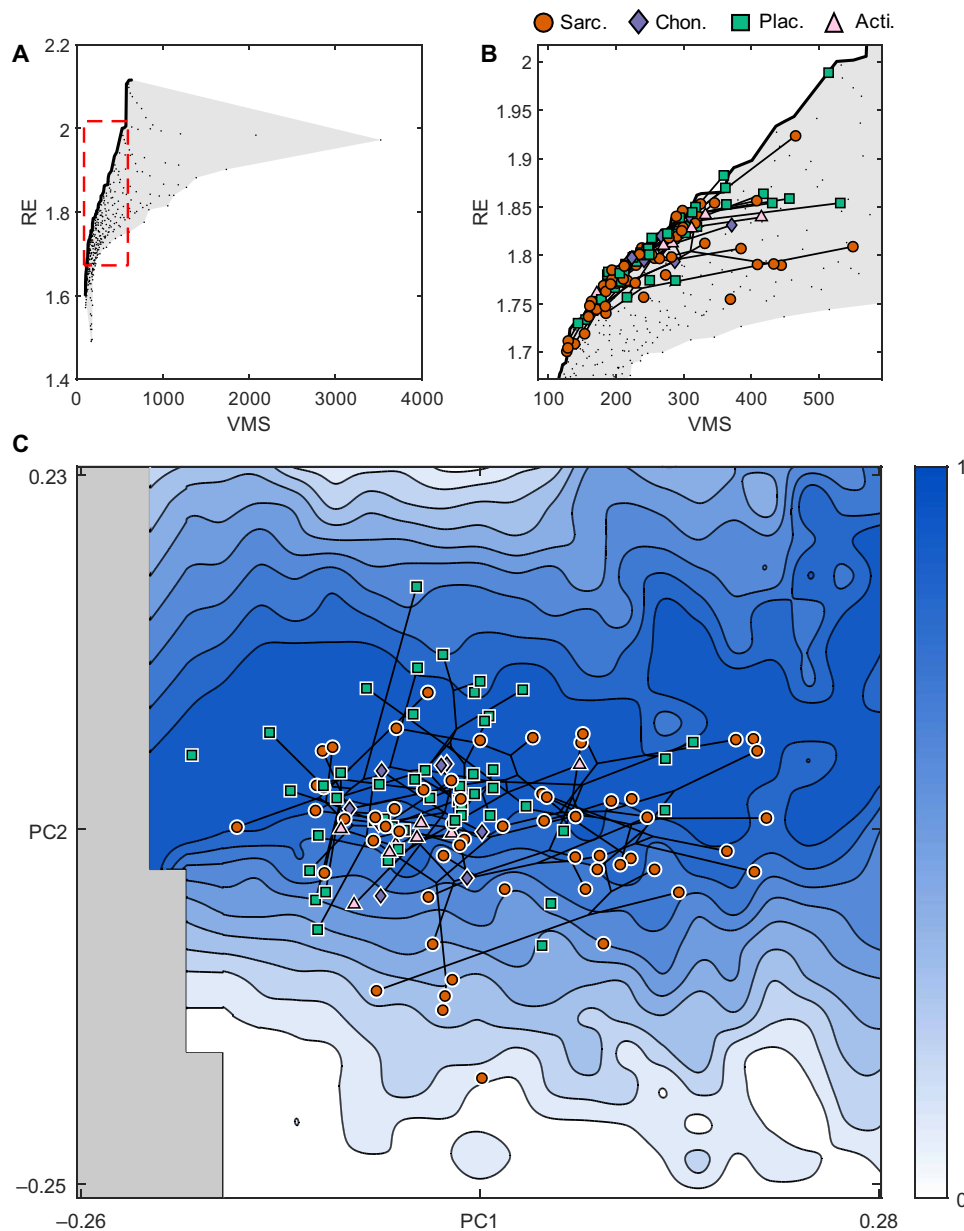 Sarc. Chon. Plac. Acti.
A
2.2
2
1.8
1.6
1.4
RE
0 1000 2000 3000 4000
VMS
B
2
1.95
1.9
1.85
1.8
1.75
1.7
RE
100 200 300 400 500
VMS
C
0.23
PC2
–0.25
–0.26 PC1 0.28
1
0